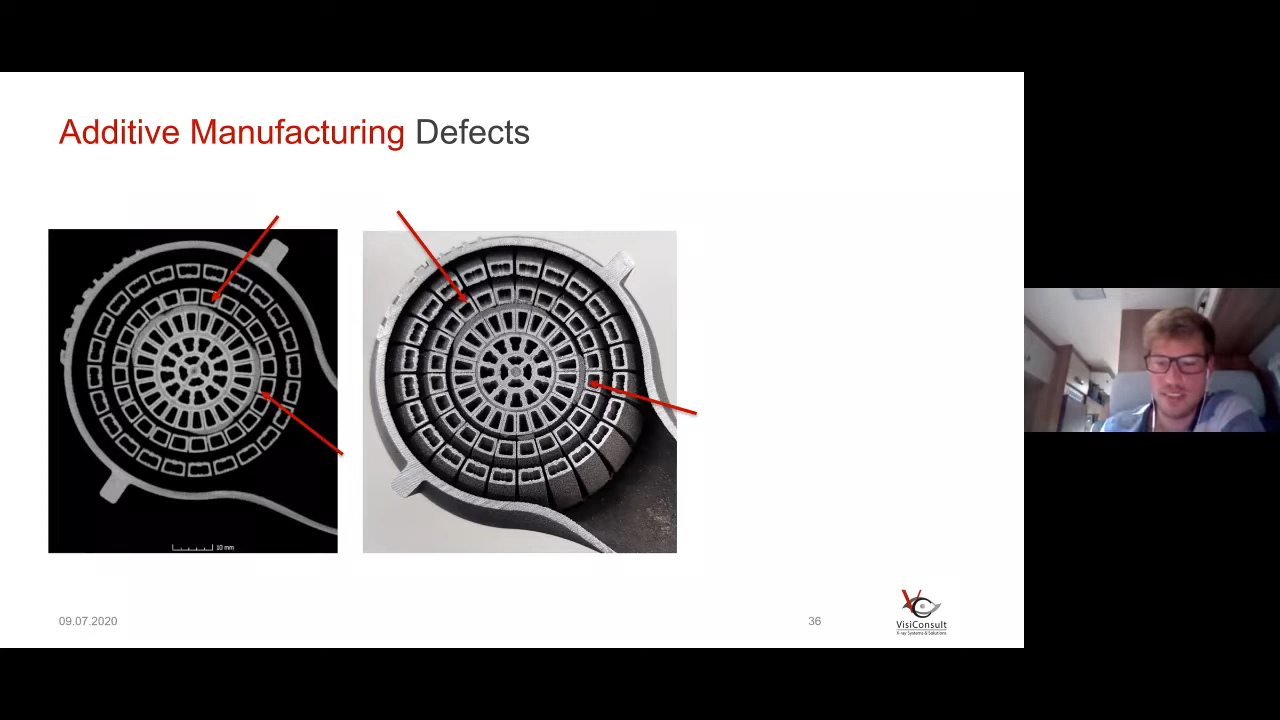 Additive Manufacturing Defects
10 mm
09.07.2020
36
VisiConsult
X-ray Systems & Solutions